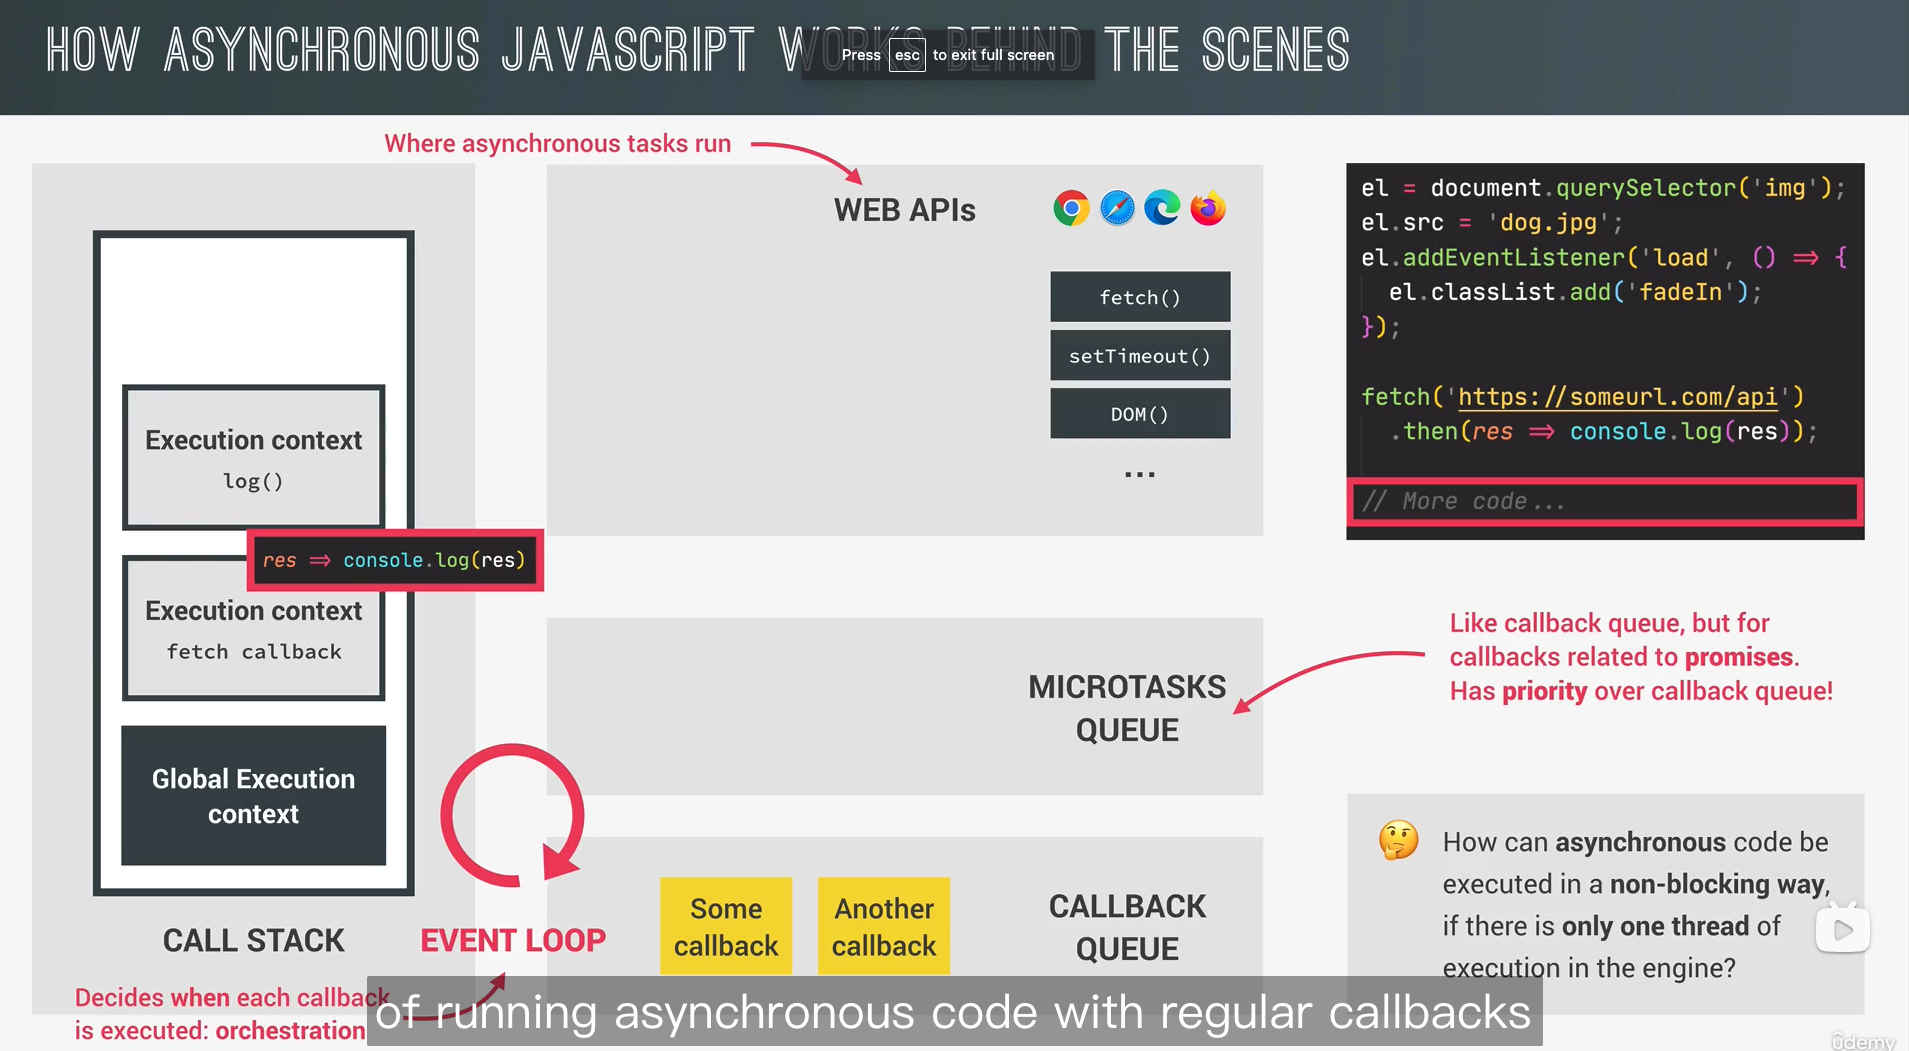 HOW ASYNCHRONOUS JAVASCRIPT WORKS BEHIND THE SCENES
Press esc to exit full screen
Where asynchronous tasks run
WEB APIs
fetch()
setTimeout()
DOM()
...
el = document.querySelector('img');
el.src = 'dog.jpg';
el.addEventListener('load', () => {
el.classList.add('fadeIn');
});
fetch('https://someurl.com/api')
.then(res => console.log(res));
// More code...
Execution context
log()
res => console.log(res)
Execution context
fetch callback
Global Execution
context
CALL STACK
EVENT LOOP
Decides when each callback
is executed: orchestration
MICROTASKS
QUEUE
Like callback queue, but for
callbacks related to promises.
Has priority over callback queue!
Some
callback
Another
callback
CALLBACK
QUEUE
How can asynchronous code be
executed in a non-blocking way,
if there is only one thread of
execution in the engine?
of running asynchronous code with regular callbacks
udemy